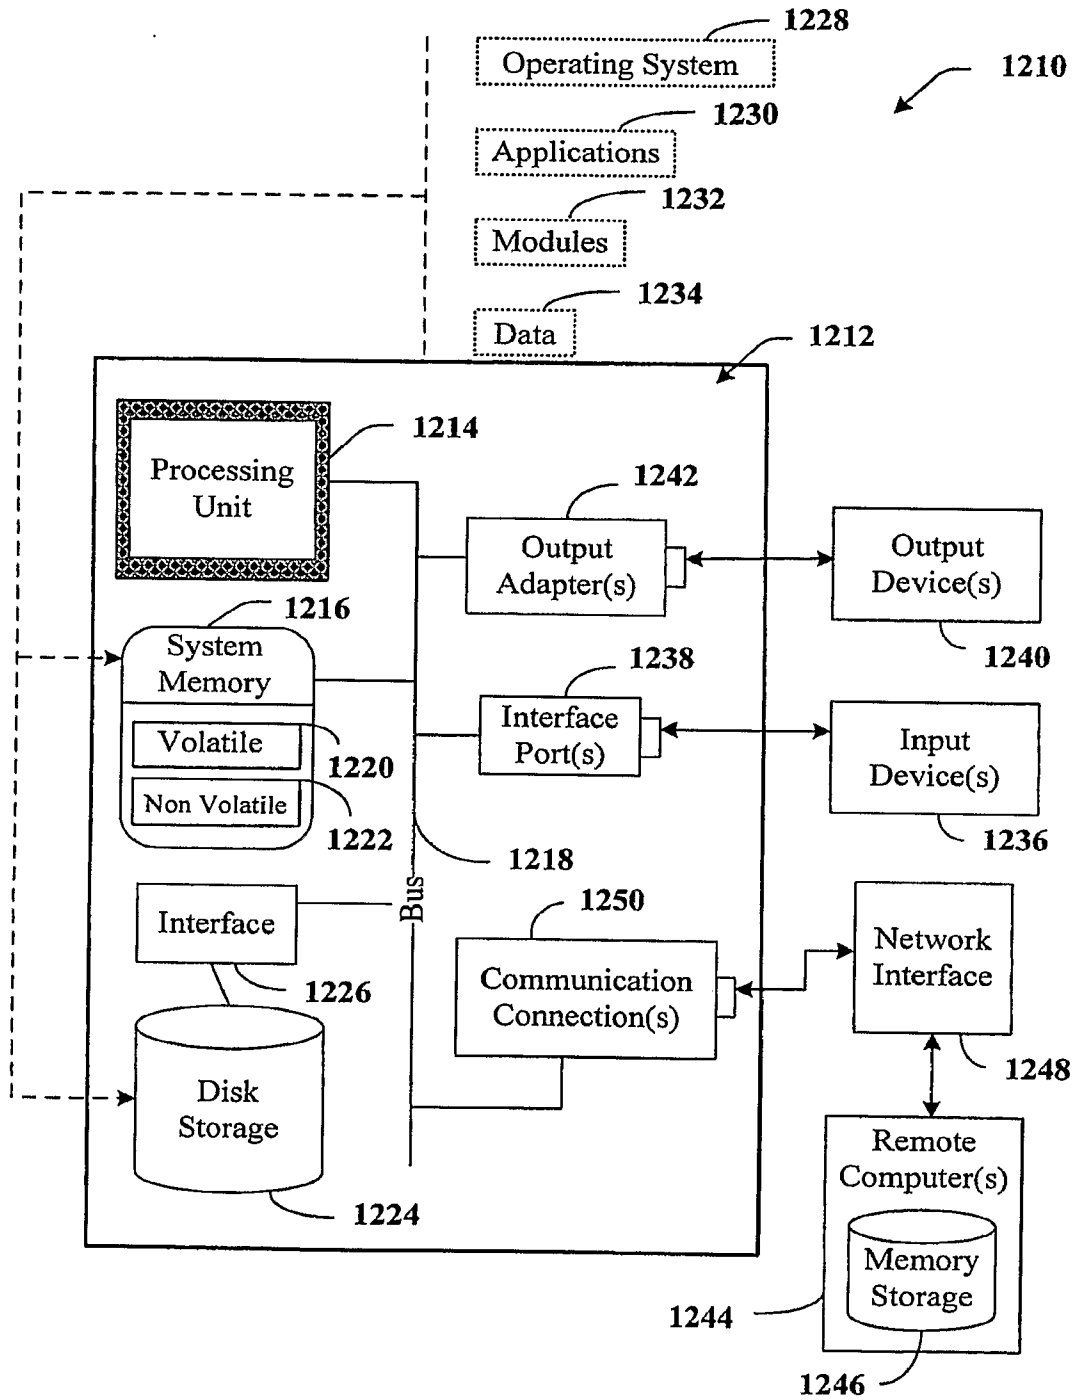 1228
Operating System
1210
1230
Applications
1232
Modules
1234
Data
1212
1214
Processing
Unit
1242
Output
Adapter(s)
Output
Device(s)
1240
1216
System
Memory
Volatile
1220
Non Volatile
1222
1238
Interface
Port(s)
Input
Device(s)
1236
1218
Bus
Interface
1226
1250
Communication
Connection(s)
Network
Interface
1248
Disk
Storage
1224
Remote
Computer(s)
Memory
Storage
1244
1246